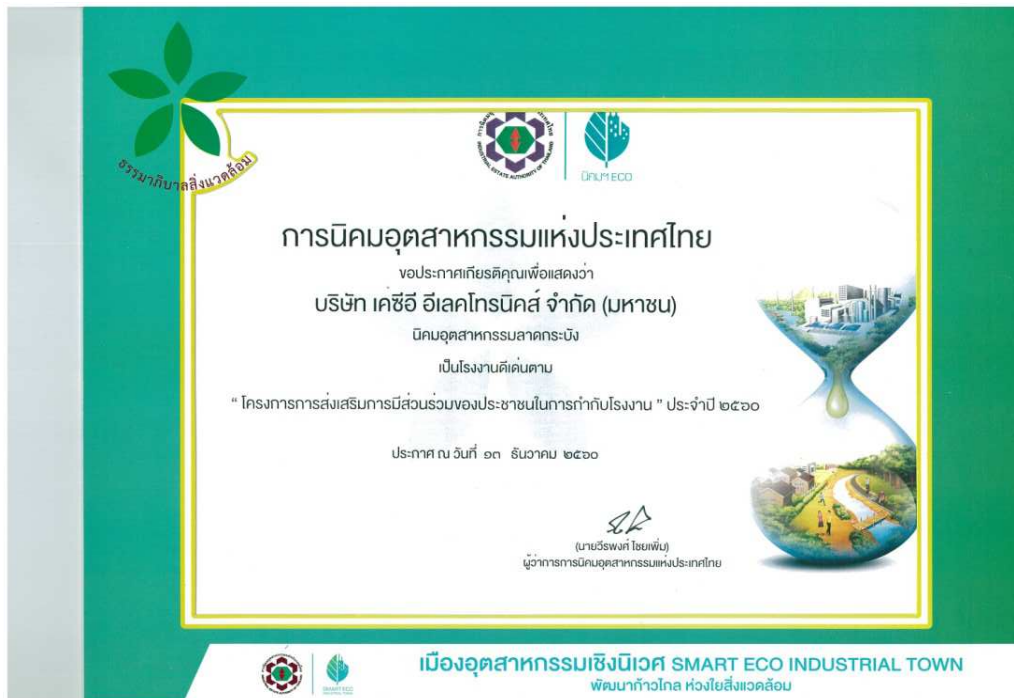 ธรรมาภิบาลสิ่งแวดล้อม
INDUSTRIAL ESTATE AUTHORITY OF THAILAND
นิคมฯ ECO
การนิคมอุตสาหกรรมแห่งประเทศไทย
ขอประกาศเกียรติคุณเพื่อแสดงว่า
บริษัท เคซีอี อีเลคโทรนิคส์ จำกัด (มหาชน)
นิคมอุตสาหกรรมลาดกระบัง
เป็นโรงงานดีเด่นตาม
“ โครงการการส่งเสริมการมีส่วนร่วมของประชาชนในการกำกับโรงงาน ” ประจำปี ๒๕๖๐
ประกาศ ณ วันที่ ๑๓ ธันวาคม ๒๕๖๐
(นายวีรพงศ์ ไชยเพิ่ม)
ผู้ว่าการการนิคมอุตสาหกรรมแห่งประเทศไทย
SMART ECO
เมืองอุตสาหกรรมเชิงนิเวศ SMART ECO INDUSTRIAL TOWN
พัฒนาก้าวไกล ห่วงใยสิ่งแวดล้อม